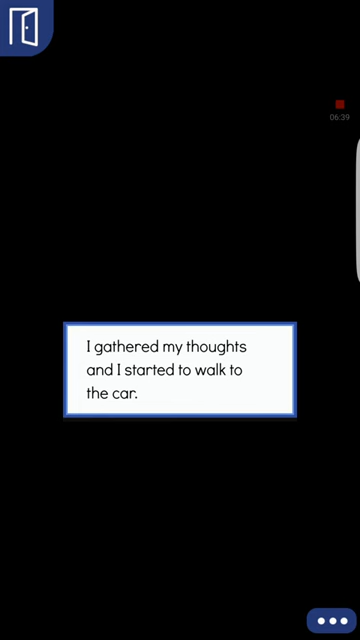 06:39
I gathered my thoughts
and I started to walk to
the car.